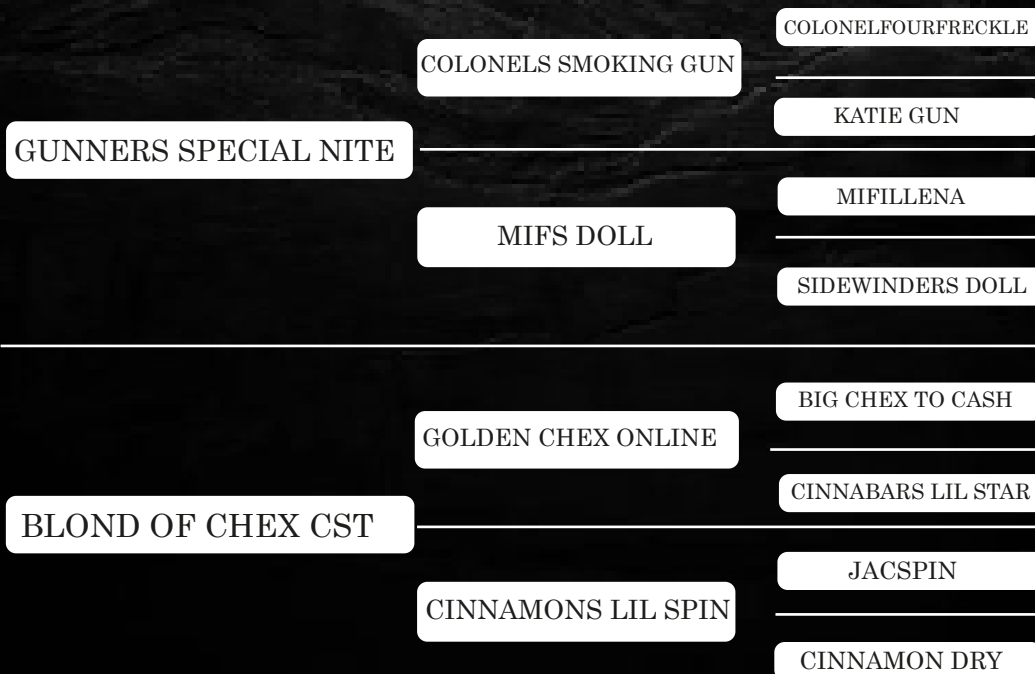 COLONELFOURFRECKLE
COLONELS SMOKING GUN
KATIE GUN
GUNNERS SPECIAL NITE
MIFILLENA
MIFS DOLL
SIDEWINDERS DOLL
BIG CHEX TO CASH
GOLDEN CHEX ONLINE
CINNABARS LIL STAR
BLOND OF CHEX CST
JACSPIN
CINNAMONS LIL SPIN
CINNAMON DRY